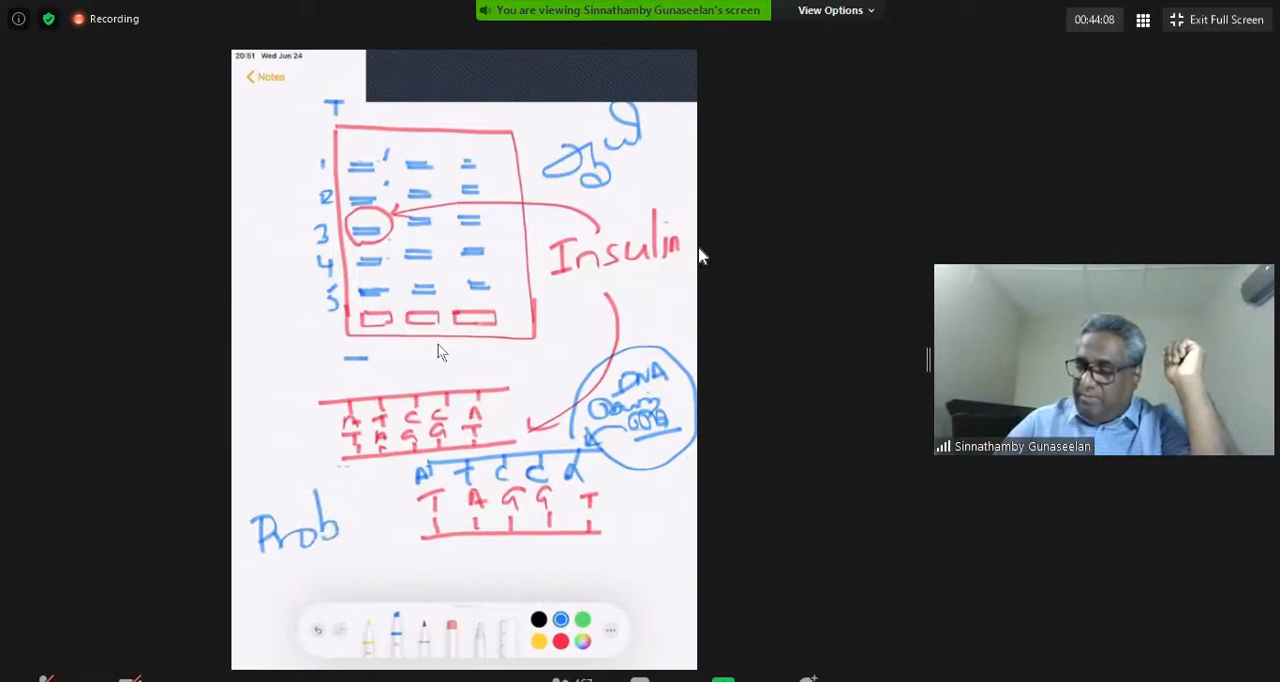 Recording
You are viewing Sinnathamby Gunaseelan's screen
View Options
00:44:08
Exit Full Screen
20:51 Wed Jun 24
Notes
T
1
2
3
4
5
Insulin
DNA
A T C C A
T A G G T
A T C C
T A G G T
Prob
Sinnathamby Gunaseelan